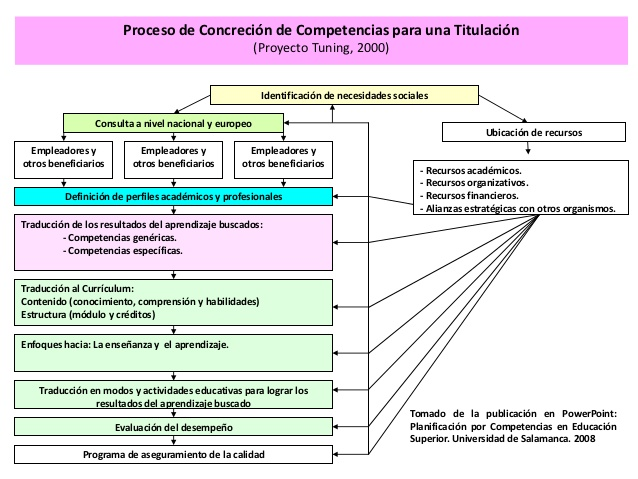 Proceso de Concreción de Competencias para una Titulación
(Proyecto Tuning, 2000)
Identificación de necesidades sociales
Consulta a nivel nacional y europeo
Ubicación de recursos
Empleadores y
otros beneficiarios
Empleadores y
otros beneficiarios
Empleadores y
otros beneficiarios
- Recursos académicos.
- Recursos organizativos.
- Recursos financieros.
- Alianzas estratégicas con otros organismos.
Definición de perfiles académicos y profesionales
Traducción de los resultados del aprendizaje buscados:
- Competencias genéricas.
- Competencias específicas.
Traducción al Currículum:
Contenido (conocimiento, comprensión y habilidades)
Estructura (módulo y créditos)
Enfoques hacia: La enseñanza y el aprendizaje.
Traducción en modos y actividades educativas para lograr los
resultados del aprendizaje buscado
Evaluación del desempeño
Programa de aseguramiento de la calidad
Tomado de la publicación en PowerPoint:
Planificación por Competencias en Educación
Superior. Universidad de Salamanca. 2008